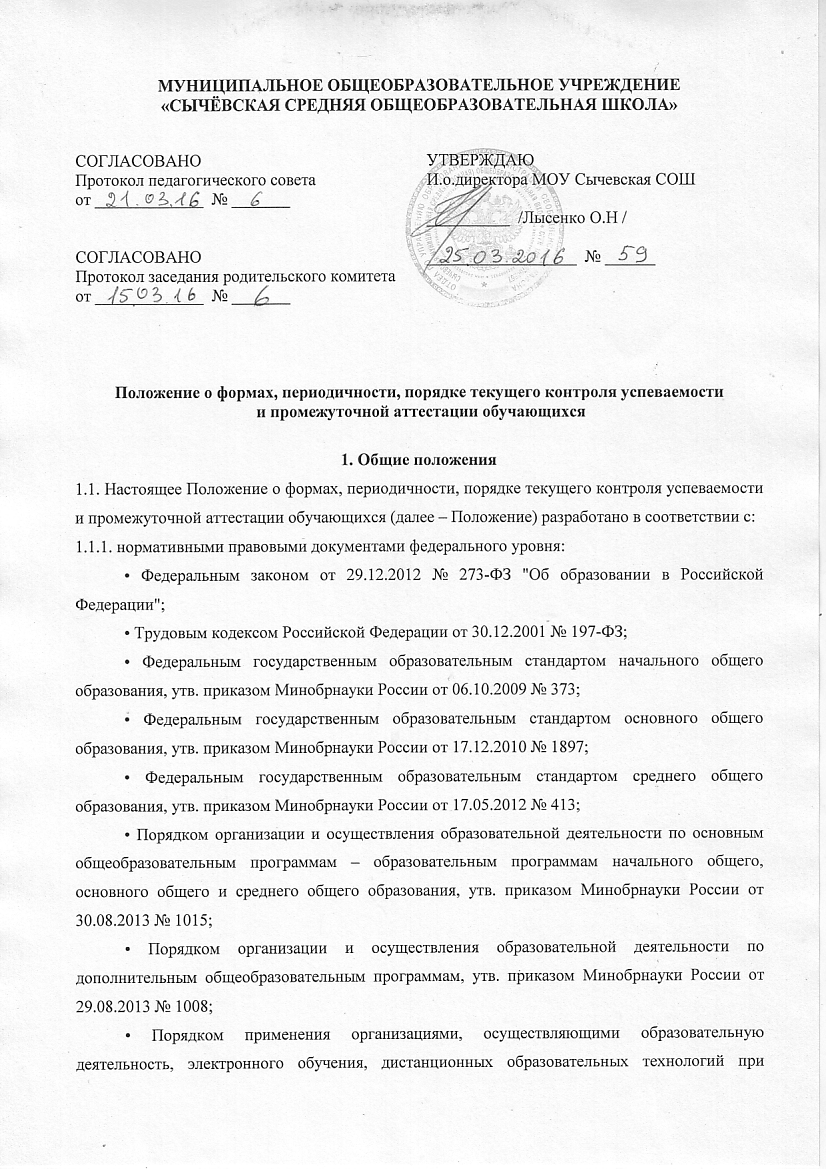 МУНИЦИПАЛЬНОЕ ОБЩЕОБРАЗОВАТЕЛЬНОЕ УЧРЕЖДЕНИЕ
«СЫЧЁВСКАЯ СРЕДНЯЯ ОБЩЕОБРАЗОВАТЕЛЬНАЯ ШКОЛА»
СОГЛАСОВАНО
Протокол педагогического совета
от 21.03.16 № 6
СОГЛАСОВАНО
Протокол заседания родительского комитета
от 15 03.16 № 6
УТВЕРЖДАЮ
И.о.директора МОУ Сычевская СОШ
/Лысенко О.Н /
25.03.2016 № 59
Положение о формах, периодичности, порядке текущего контроля успеваемости
и промежуточной аттестации обучающихся
1. Общие положения
1.1. Настоящее Положение о формах, периодичности, порядке текущего контроля успеваемости
и промежуточной аттестации обучающихся (далее – Положение) разработано в соответствии с:
1.1.1. нормативными правовыми документами федерального уровня:
• Федеральным законом от 29.12.2012 № 273-ФЗ "Об образовании в Российской
Федерации";
• Трудовым кодексом Российской Федерации от 30.12.2001 № 197-ФЗ;
• Федеральным государственным образовательным стандартом начального общего
образования, утв. приказом Минобрнауки России от 06.10.2009 № 373;
• Федеральным государственным образовательным стандартом основного общего
образования, утв. приказом Минобрнауки России от 17.12.2010 № 1897;
• Федеральным государственным образовательным стандартом среднего общего
образования, утв. приказом Минобрнауки России от 17.05.2012 № 413;
• Порядком организации и осуществления образовательной деятельности по основным
общеобразовательным программам – образовательным программам начального общего,
основного общего и среднего общего образования, утв. приказом Минобрнауки России от
30.08.2013 № 1015;
• Порядком организации и осуществления образовательной деятельности по
дополнительным общеобразовательным программам, утв. приказом Минобрнауки России от
29.08.2013 № 1008;
• Порядком применения организациями, осуществляющими образовательную
деятельность, электронного обучения, дистанционных образовательных технологий при